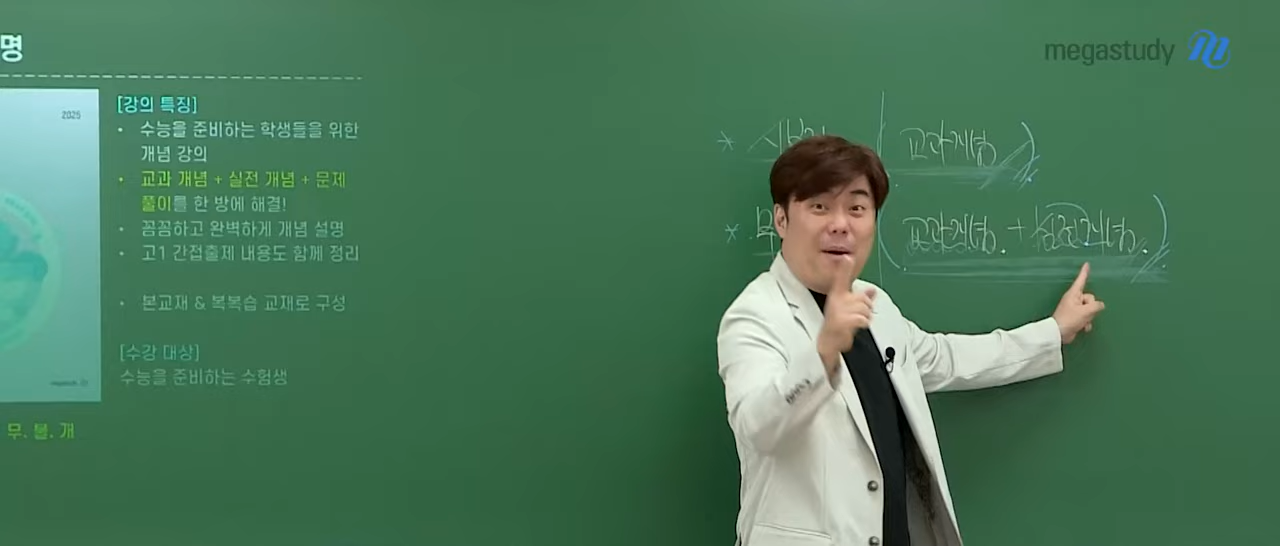 명
megastudy
2025
[강의 특징]
• 수능을 준비하는 학생들을 위한
개념 강의
• 교과 개념 + 실전 개념 + 문제
풀이를 한 방에 해결!
• 꼼꼼하고 완벽하게 개념 설명
• 고1 간접출제 내용도 함께 정리
• 본교재 & 복복습 교재로 구성
[수강 대상]
수능을 준비하는 수험생
megastudy
무. 불. 개
* 시발 ( 교과개념 )
* ( 교과개념. + 실전개념. )